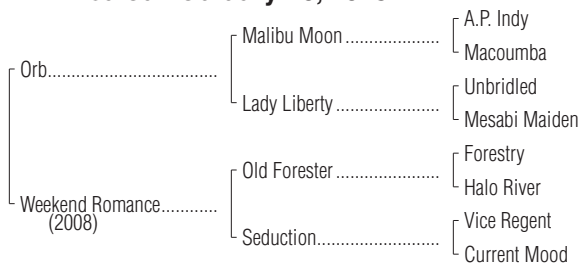 A.P. Indy
Malibu Moon ......................
Macoumba
Orb..................................
Unbridled
Lady Liberty ......................
Mesabi Maiden
Forestry
Old Forester ......................
Halo River
Weekend Romance...........
(2008)
Vice Regent
Seduction..........................
Current Mood